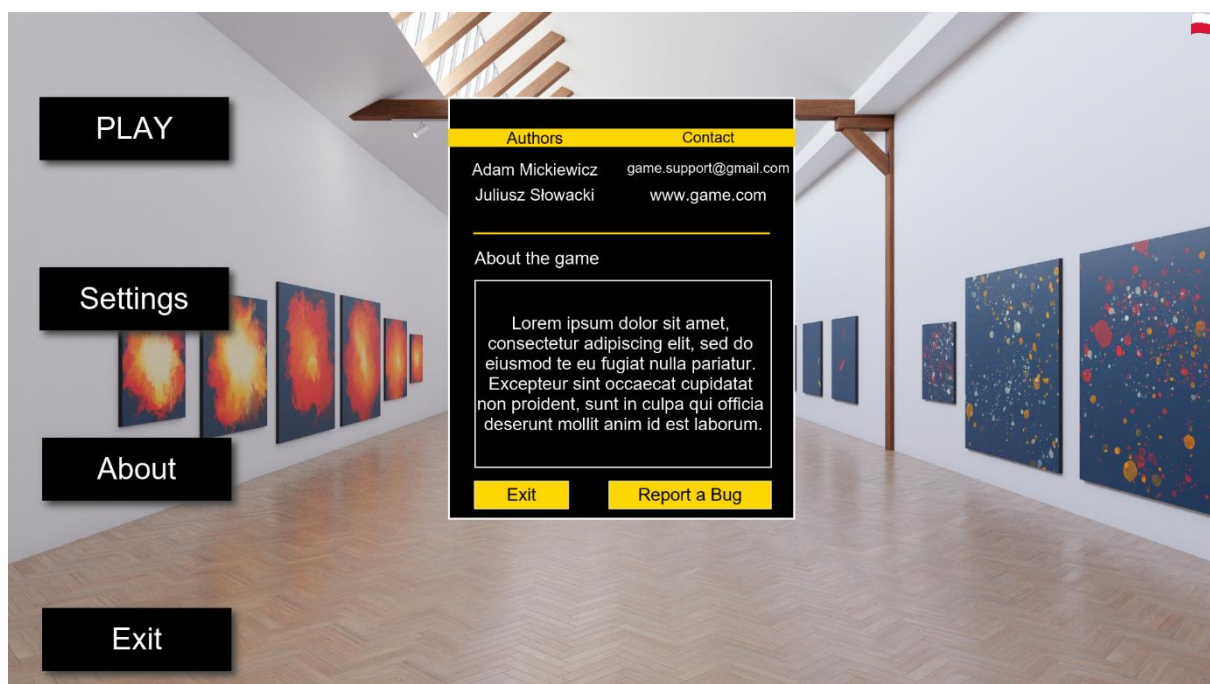 PLAY
Settings
About
Exit
Authors Contact
Adam Mickiewicz game.support@gmail.com
Juliusz Słowacki www.game.com
About the game
Lorem ipsum dolor sit amet,
consectetur adipiscing elit, sed do
eiusmod te eu fugiat nulla pariatur.
Excepteur sint occaecat cupidatat
non proident, sunt in culpa qui officia
deserunt mollit anim id est laborum.
Exit Report a Bug